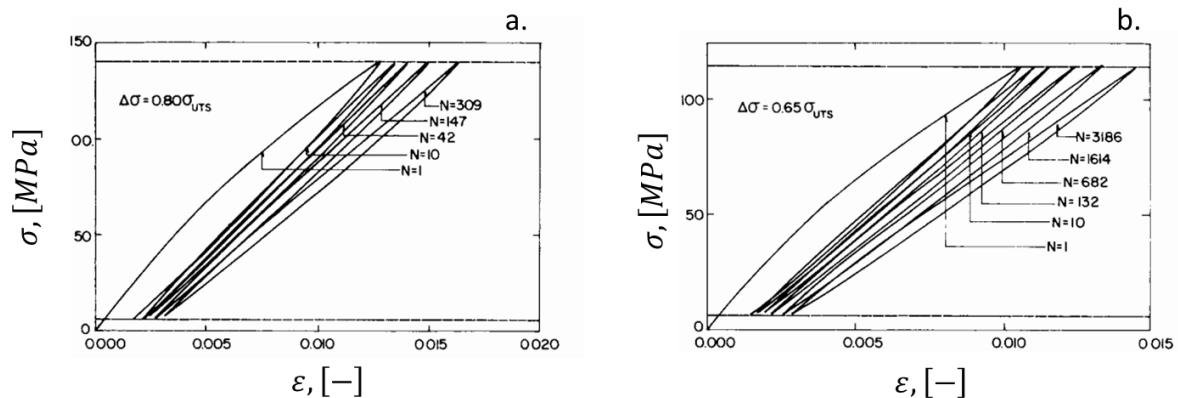 a.
150
00
50
00
Δσ = 0.80σUTS
N=309
N=147
N=42
N=10
N=1
0.000 0.005 0.010 0.015 0.020
σ, [MPa]
ε, [−]
b.
100
50
0
Δσ = 0.65σUTS
N=3186
N=1614
N=682
N=132
N=10
N=1
0.000 0.005 0.010 0.015
σ, [MPa]
ε, [−]